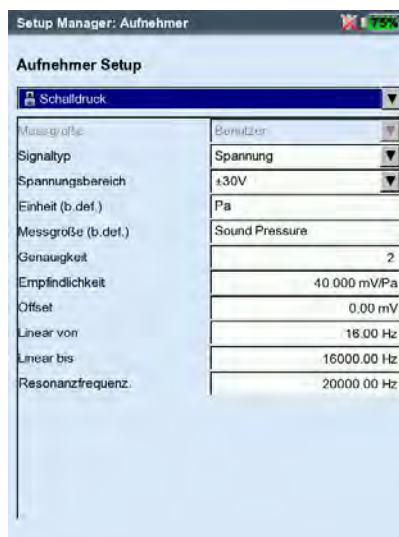 Setup Manager: Aufnehmer 75%
Aufnehmer Setup
Schalldruck
Messgroße Benutzer
Signaltyp Spannung
Spannungsbereich ±30V
Einheit (b.def.) Pa
Messgroße (b.def.) Sound Pressure
Genauigkeit 2
Empfindlichkeit 40.000 mV/Pa
Offset 0.00 mV
Linear von 16.00 Hz
Linear bis 16000.00 Hz
Resonanzfrequenz. 20000.00 Hz